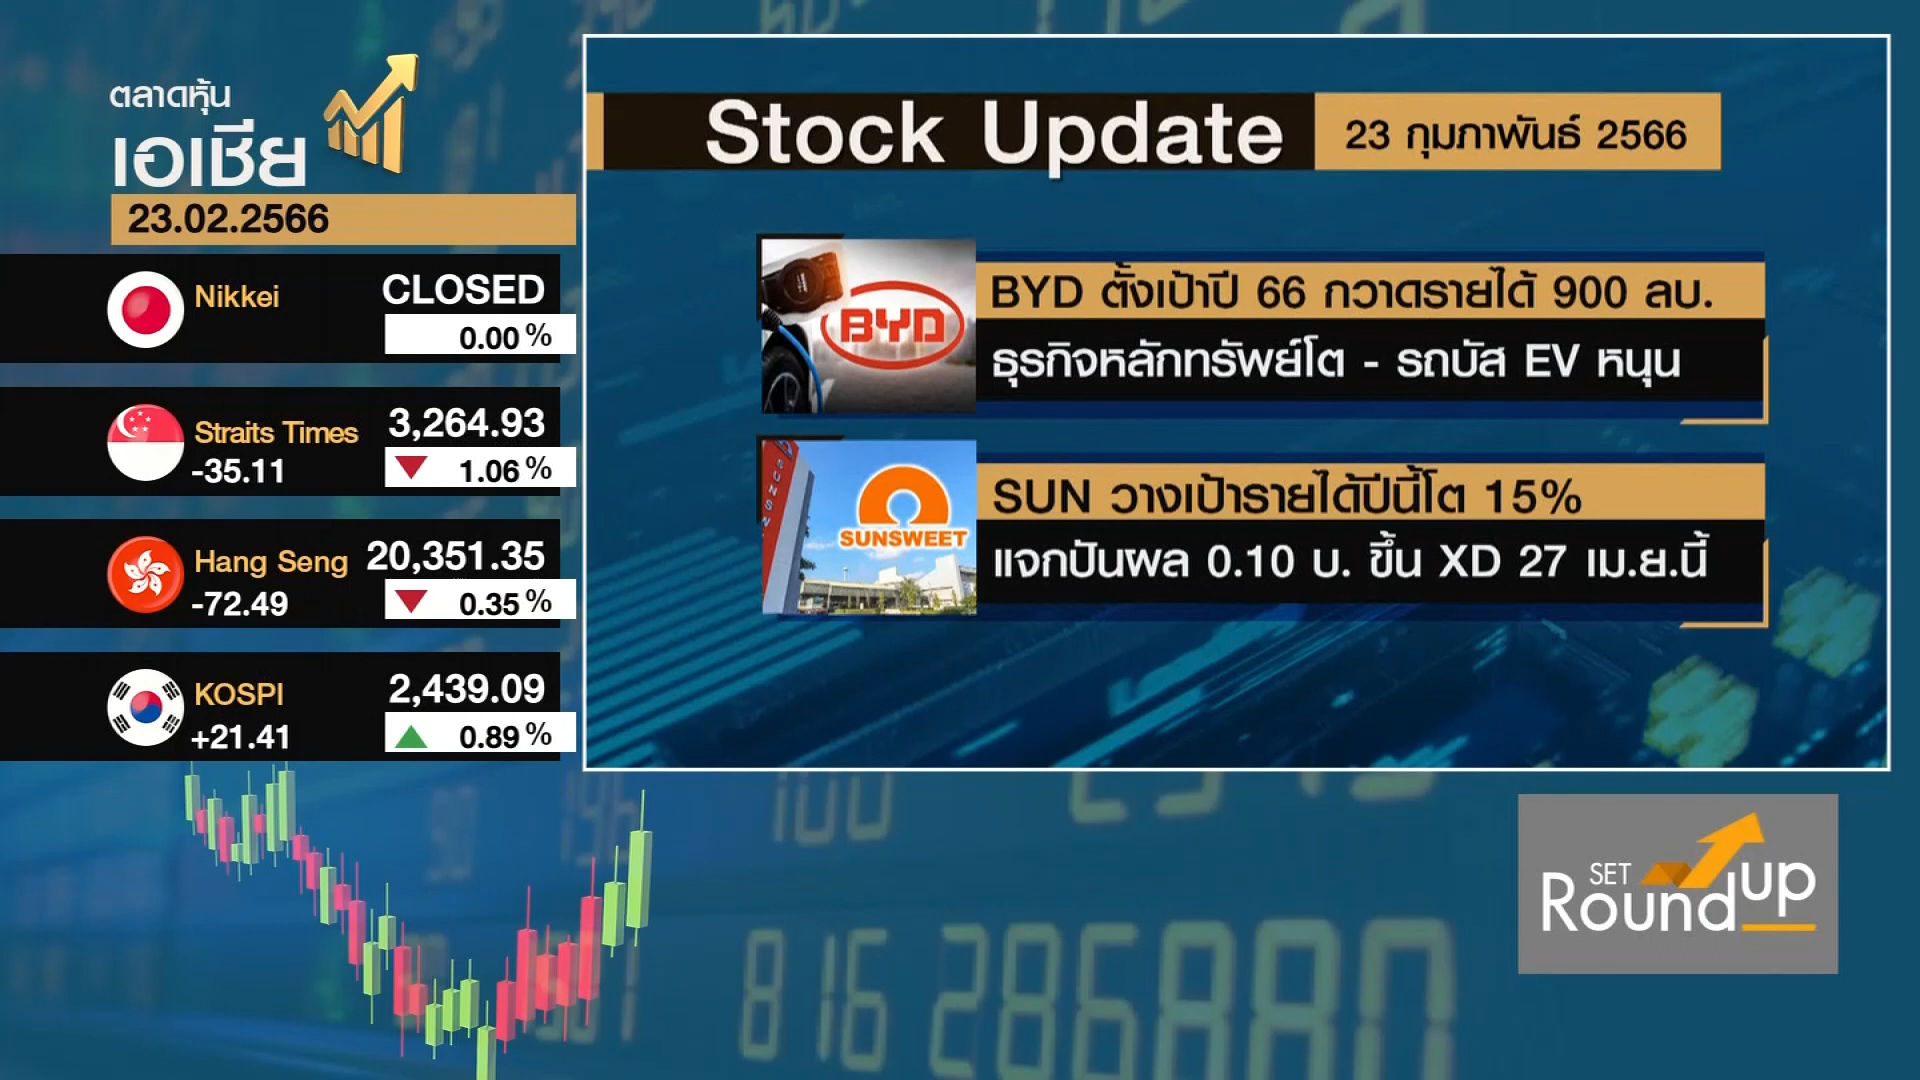 ตลาดหุ้น
เอเชีย
23.02.2566
Nikkei CLOSED
0.00 %
Straits Times 3,264.93
-35.11 1.06 %
Hang Seng 20,351.35
-72.49 0.35 %
KOSPI 2,439.09
+21.41 0.89 %
Stock Update 23 กุมภาพันธ์ 2566
BYD
BYD ตั้งเป้าปี 66 กวาดรายได้ 900 ลบ.
ธุรกิจหลักทรัพย์โต - รถบัส EV หนุน
SUNSWEET
SUN วางเป้ารายได้ปีนี้โต 15%
แจกปันผล 0.10 บ. ขึ้น XD 27 เม.ย.นี้
SET
Roundup
816 286880